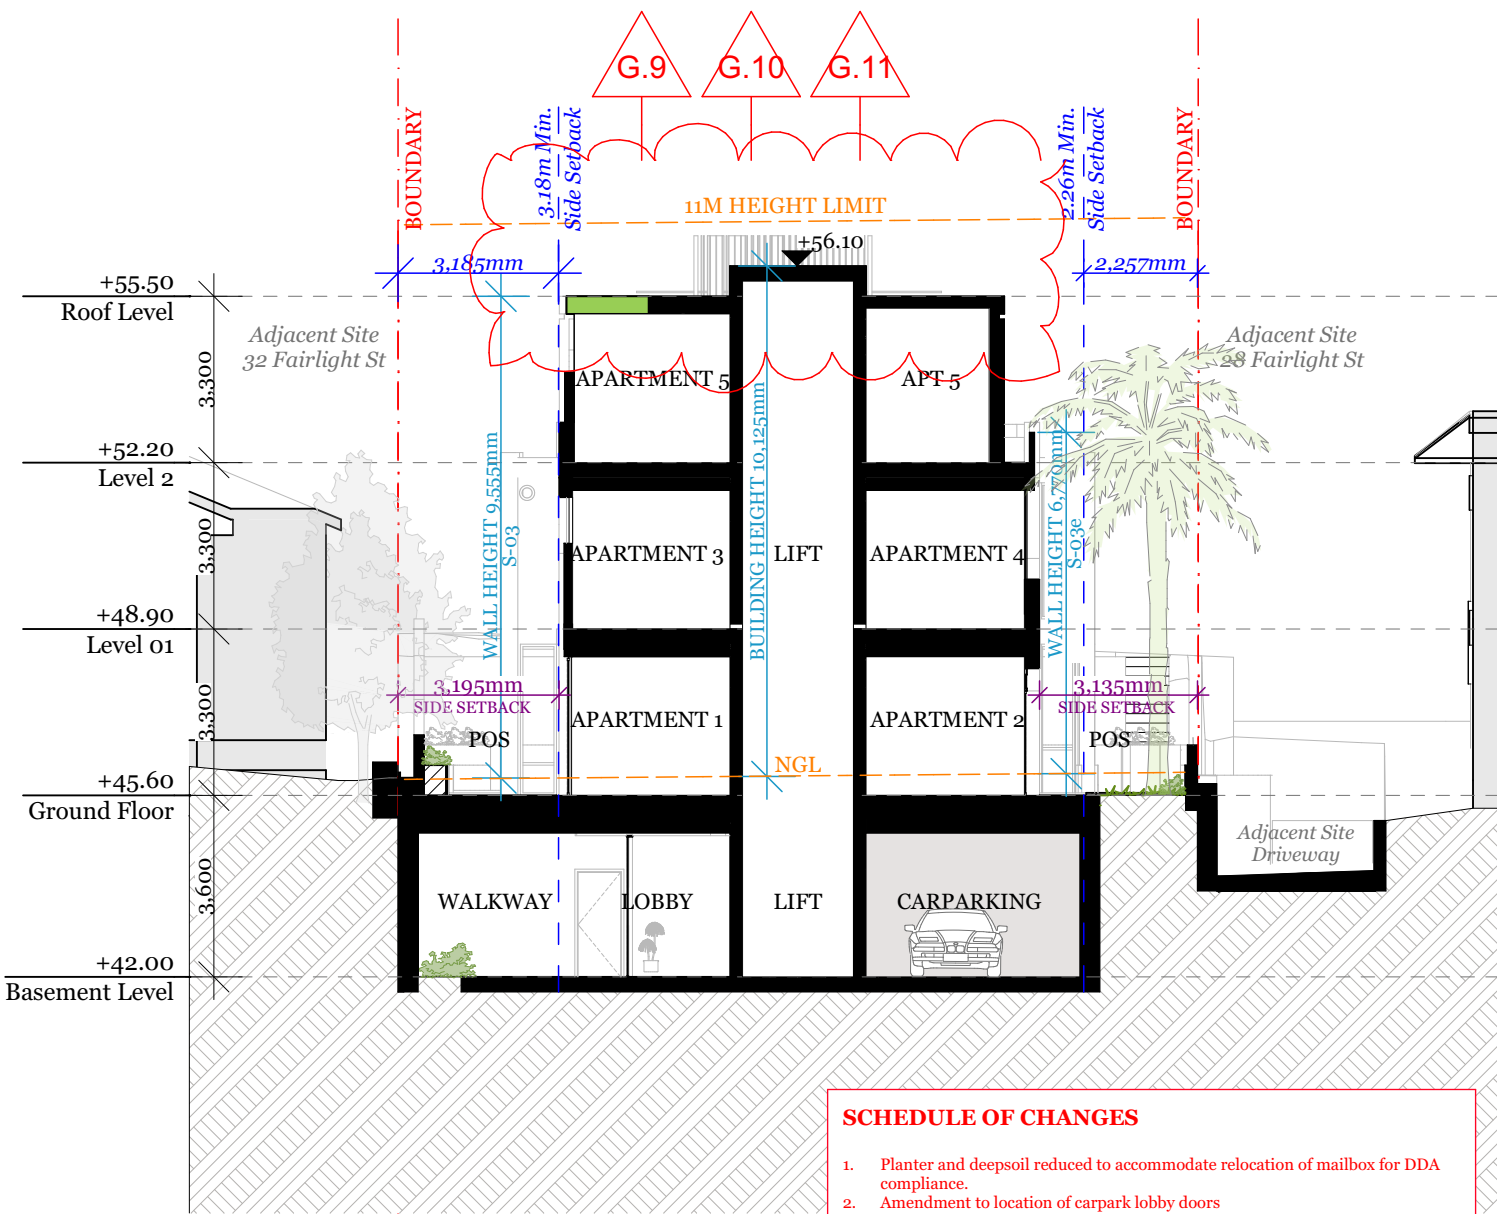 G.9
G.10
G.11
BOUNDARY
3.18m Min.
Side Setback
2.26m Min.
Side Setback
BOUNDARY
11M HEIGHT LIMIT
+56.10
3,185mm
2,257mm
+55.50
Roof Level
Adjacent Site
32 Fairlight St
Adjacent Site
28 Fairlight St
3,300
APARTMENT 5
APT 5
+52.20
Level 2
WALL HEIGHT 9,555mm
S-03
BUILDING HEIGHT 10,125mm
WALL HEIGHT 6,770mm
S-03e
3,300
APARTMENT 3
LIFT
APARTMENT 4
+48.90
Level 01
3,300
3,195mm
SIDE SETBACK
3,135mm
SIDE SETBACK
APARTMENT 1
APARTMENT 2
POS
POS
NGL
+45.60
Ground Floor
Adjacent Site
Driveway
3,600
WALKWAY
LOBBY
LIFT
CARPARKING
+42.00
Basement Level
SCHEDULE OF CHANGES
1. Planter and deepsoil reduced to accommodate relocation of mailbox for DDA
compliance.
2. Amendment to location of carpark lobby doors